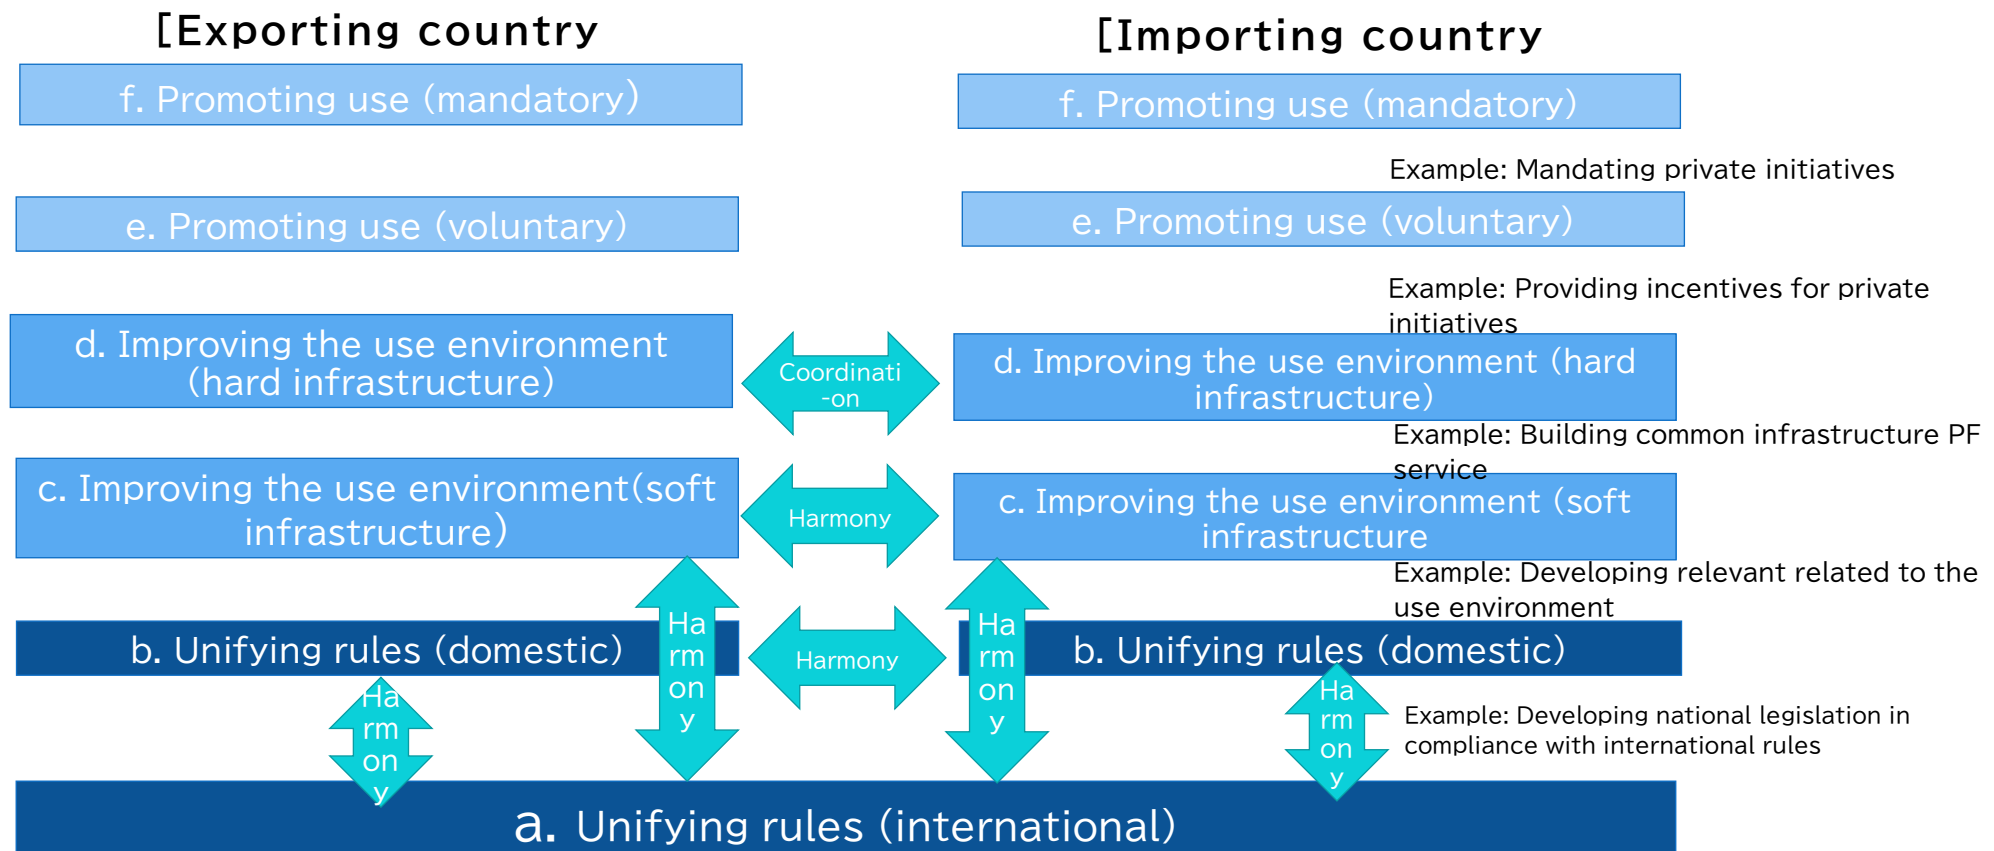 [Exporting country
[Importing country
f. Promoting use (mandatory)
f. Promoting use (mandatory)
Example: Mandating private initiatives
e. Promoting use (voluntary)
e. Promoting use (voluntary)
Example: Providing incentives for private
initiatives
d. Improving the use environment
(hard infrastructure)
Coordinati
-on
d. Improving the use environment (hard
infrastructure)
Example: Building common infrastructure PF
service
c. Improving the use environment(soft
infrastructure)
Harmony
c. Improving the use environment (soft
infrastructure
Example: Developing relevant related to the
use environment
b. Unifying rules (domestic)
Ha
rm
on
y
Harmony
Ha
rm
on
y
b. Unifying rules (domestic)
Ha
rm
on
y
Ha
rm
on
y
Example: Developing national legislation in
compliance with international rules
a. Unifying rules (international)